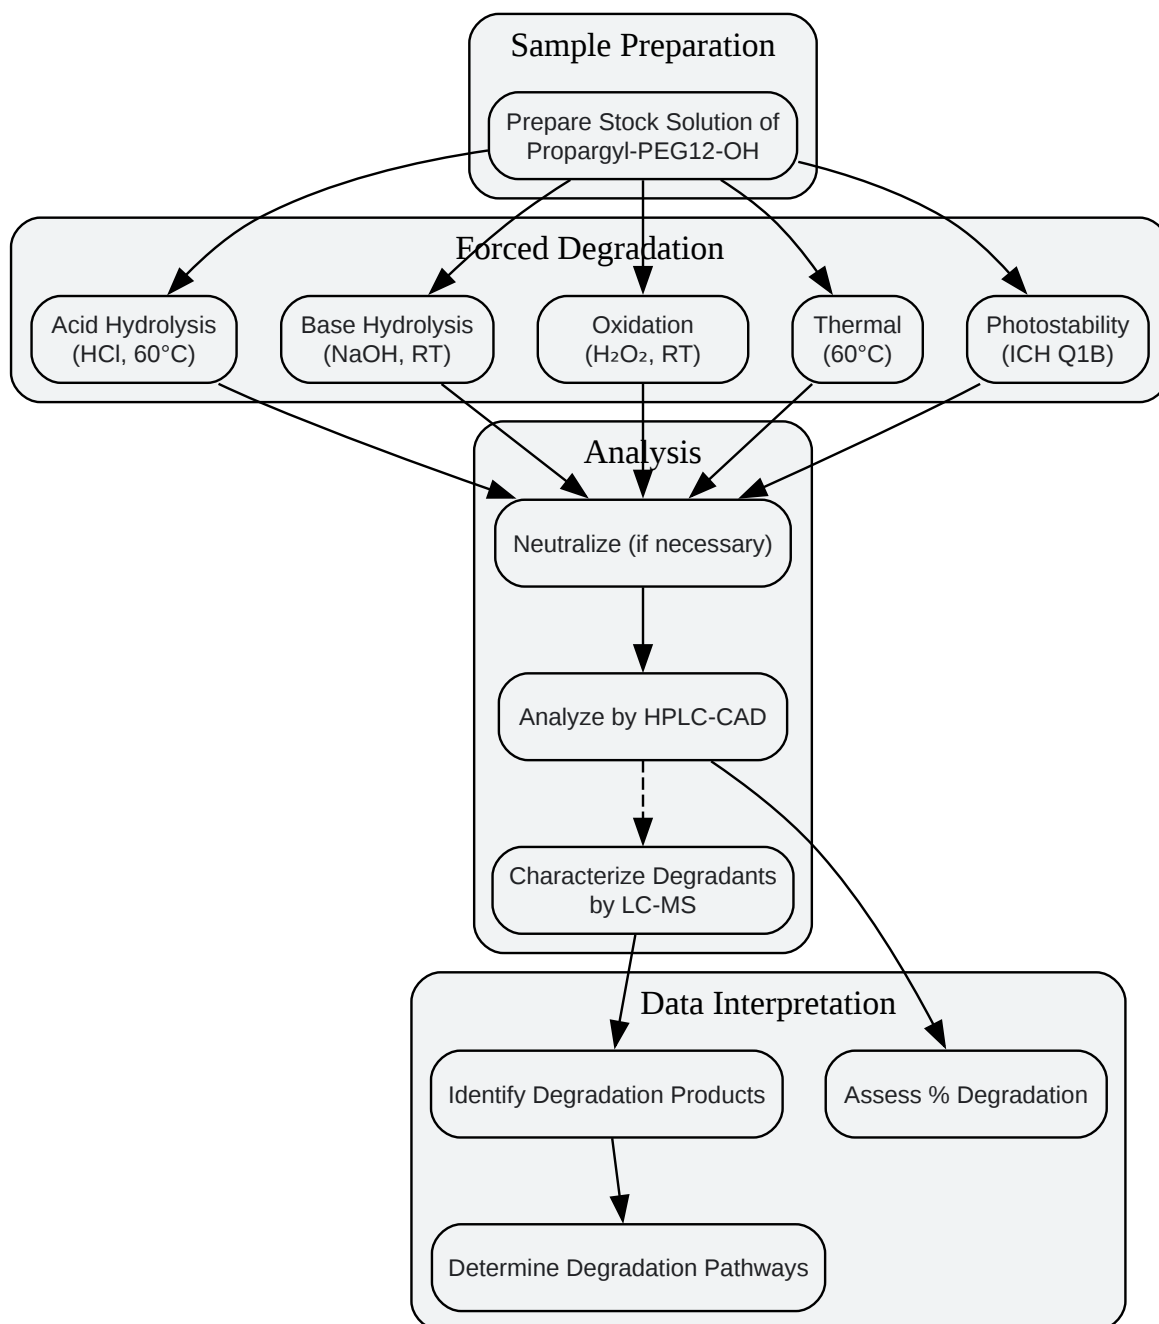 Sample Preparation
Prepare Stock Solution of
Propargyl-PEG12-OH
Forced Degradation
Acid Hydrolysis
(HCl, 60°C)
Base Hydrolysis
(NaOH, RT)
Oxidation
(H₂O₂, RT)
Thermal
(60°C)
Photostability
(ICH Q1B)
Analysis
Neutralize (if necessary)
Analyze by HPLC-CAD
Characterize Degradants
by LC-MS
Data Interpretation
Identify Degradation Products
Assess % Degradation
Determine Degradation Pathways